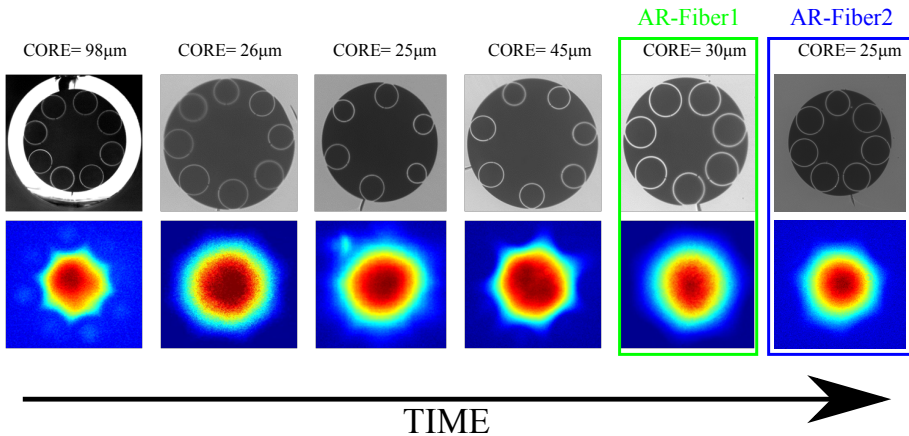 AR-Fiber1
AR-Fiber2
CORE= 98μm
CORE= 26μm
CORE= 25μm
CORE= 45μm
CORE= 30μm
CORE= 25μm
TIME